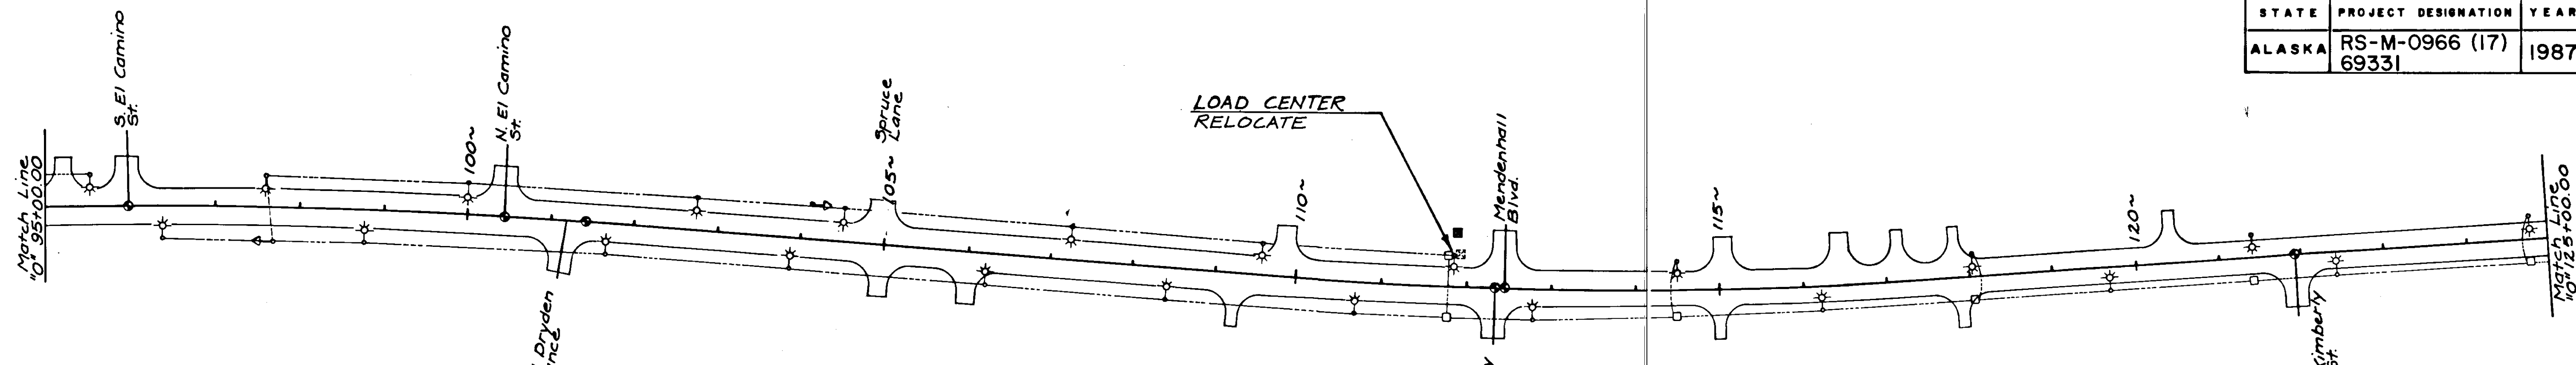 STATE PROJECT DESIGNATION YEAR
ALASKA RS-M-0966 (17) 1987
69331
Match Line
"O" 95+00.00
S. El Camino
St.
100~
N. El Camino
St.
Dryden
105~
Spruce
Lane
LOAD CENTER
RELOCATE
110~
Mendenhall
Blvd.
115~
120~
Match Line
"O" 125+00.00